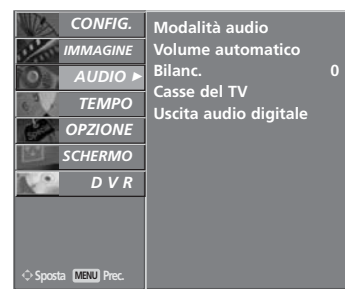 CONFIG.
IMMAGINE
AUDIO ►
TEMPO
OPZIONE
SCHERMO
D V R
Modalità audio
Volume automatico
Bilanc. 0
Casse del TV
Uscita audio digitale
Sposta MENU Prec.